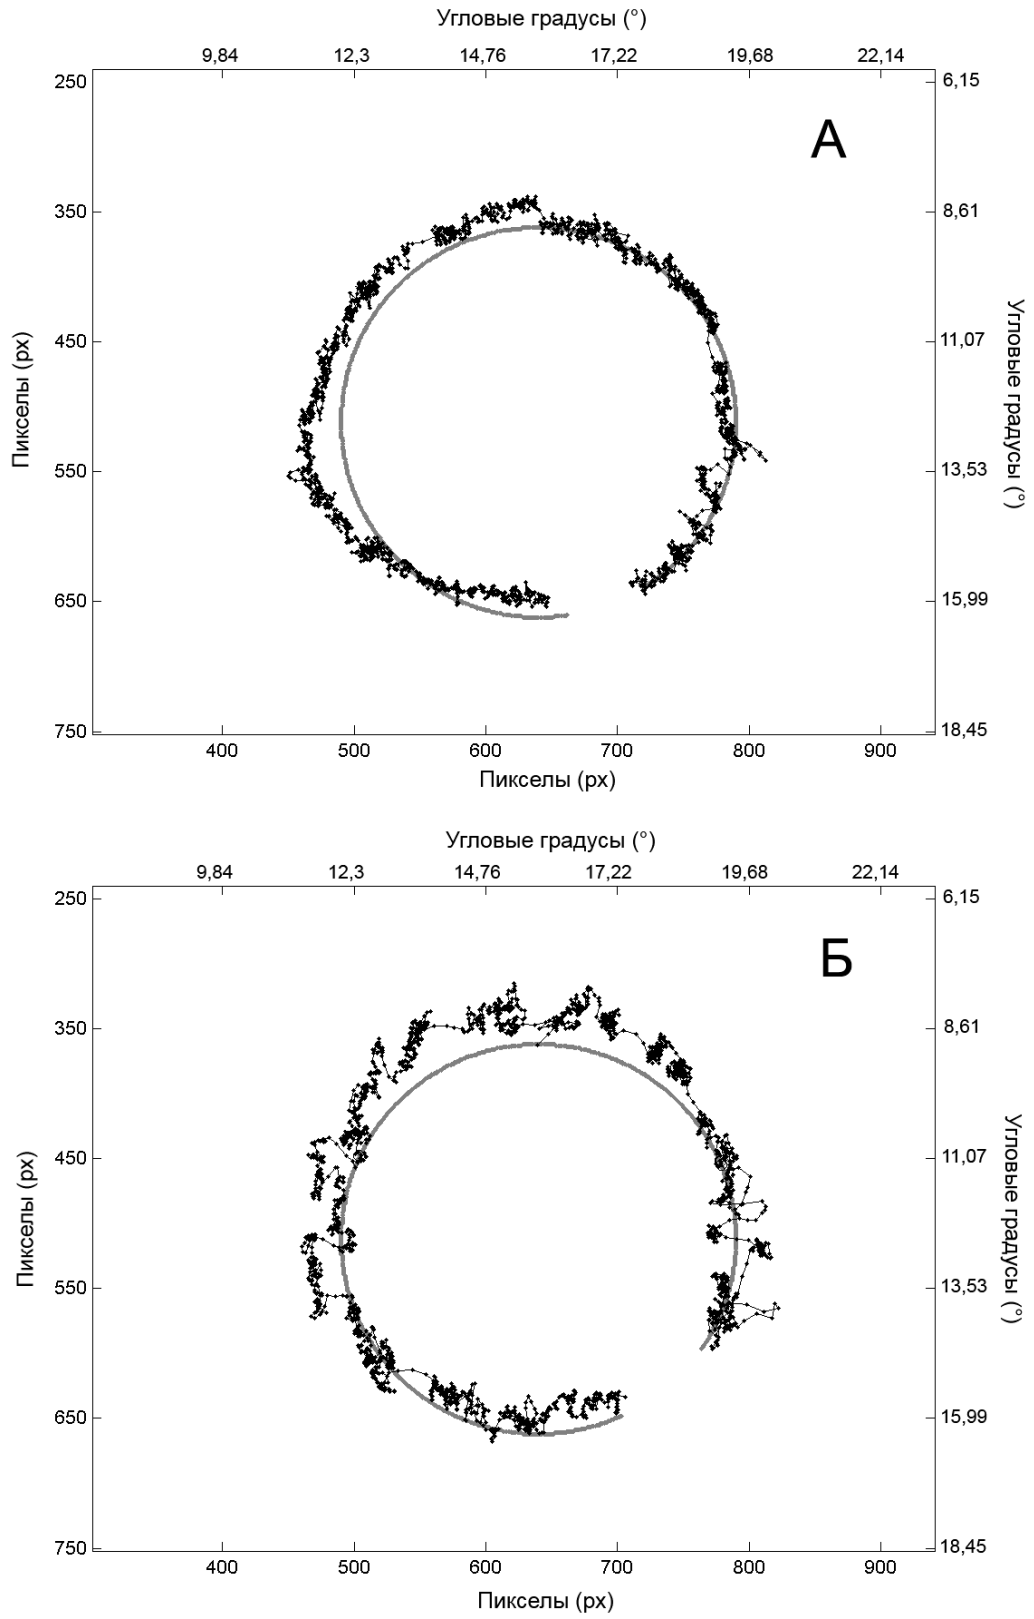 Угловые градусы (°)
9,84 12,3 14,76 17,22 19,68 22,14
250 6,15
А
350 8,61
450 11,07
Пикселы (px)
Угловые градусы (°)
550 13,53
650 15,99
750 18,45
400 500 600 700 800 900
Пикселы (px)
Угловые градусы (°)
9,84 12,3 14,76 17,22 19,68 22,14
250 6,15
Б
350 8,61
450 11,07
Пикселы (px)
Угловые градусы (°)
550 13,53
650 15,99
750 18,45
400 500 600 700 800 900
Пикселы (px)